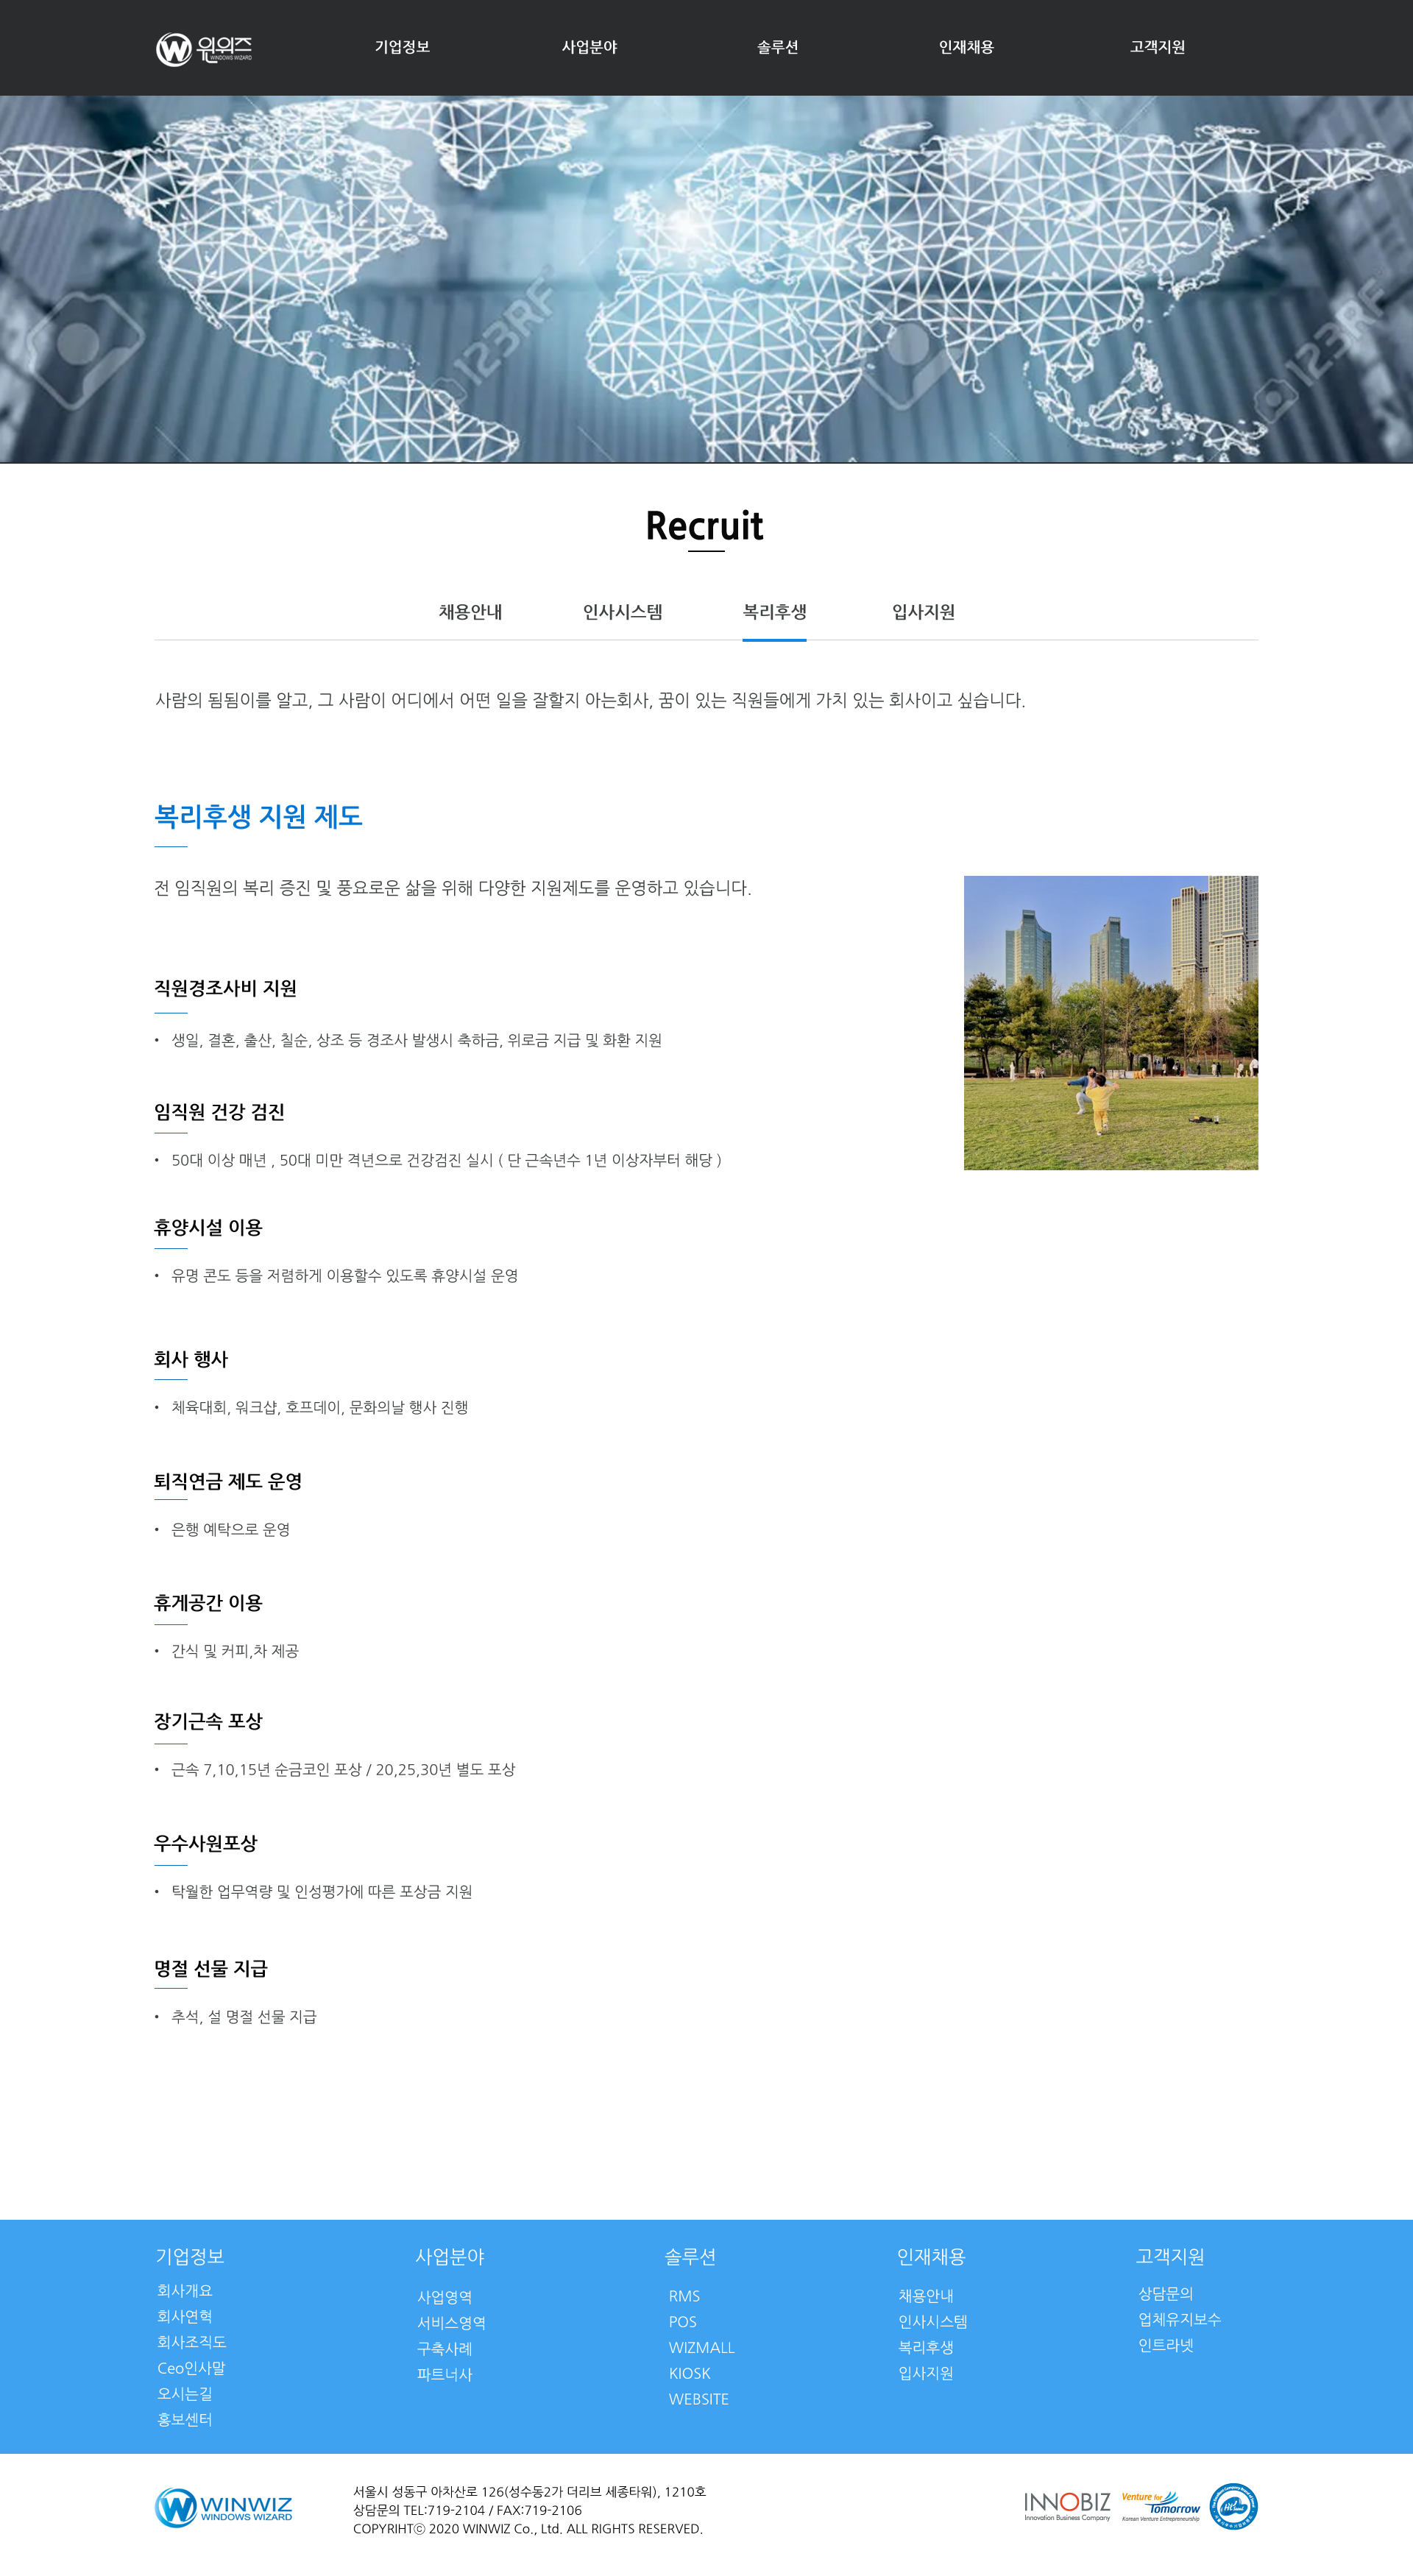 윈위즈
WINDOWS WIZARD
기업정보
사업분야
솔루션
인재채용
고객지원
123RF
123RF
Recruit
채용안내
인사시스템
복리후생
입사지원
사람의 됨됨이를 알고, 그 사람이 어디에서 어떤 일을 잘할지 아는회사, 꿈이 있는 직원들에게 가치 있는 회사이고 싶습니다.
복리후생 지원 제도
전 임직원의 복리 증진 및 풍요로운 삶을 위해 다양한 지원제도를 운영하고 있습니다.
직원경조사비 지원
• 생일, 결혼, 출산, 칠순, 상조 등 경조사 발생시 축하금, 위로금 지급 및 화환 지원
임직원 건강 검진
• 50대 이상 매년 , 50대 미만 격년으로 건강검진 실시 ( 단 근속년수 1년 이상자부터 해당 )
휴양시설 이용
• 유명 콘도 등을 저렴하게 이용할수 있도록 휴양시설 운영
회사 행사
• 체육대회, 워크샵, 호프데이, 문화의날 행사 진행
퇴직연금 제도 운영
• 은행 예탁으로 운영
휴게공간 이용
• 간식 및 커피,차 제공
장기근속 포상
• 근속 7,10,15년 순금코인 포상 / 20,25,30년 별도 포상
우수사원포상
• 탁월한 업무역량 및 인성평가에 따른 포상금 지원
명절 선물 지급
• 추석, 설 명절 선물 지급
기업정보
회사개요
회사연혁
회사조직도
Ceo인사말
오시는길
홍보센터
사업분야
사업영역
서비스영역
구축사례
파트너사
솔루션
RMS
POS
WIZMALL
KIOSK
WEBSITE
인재채용
채용안내
인사시스템
복리후생
입사지원
고객지원
상담문의
업체유지보수
인트라넷
WINWIZ
WINDOWS WIZARD
서울시 성동구 아차산로 126(성수동2가 더리브 세종타워), 1210호
상담문의 TEL:719-2104 / FAX:719-2106
COPYRIHTⓒ 2020 WINWIZ Co., Ltd. ALL RIGHTS RESERVED.
INNOBIZ
Innovation Business Company
Venture for
Tomorrow
Korean Venture Entrepreneurship